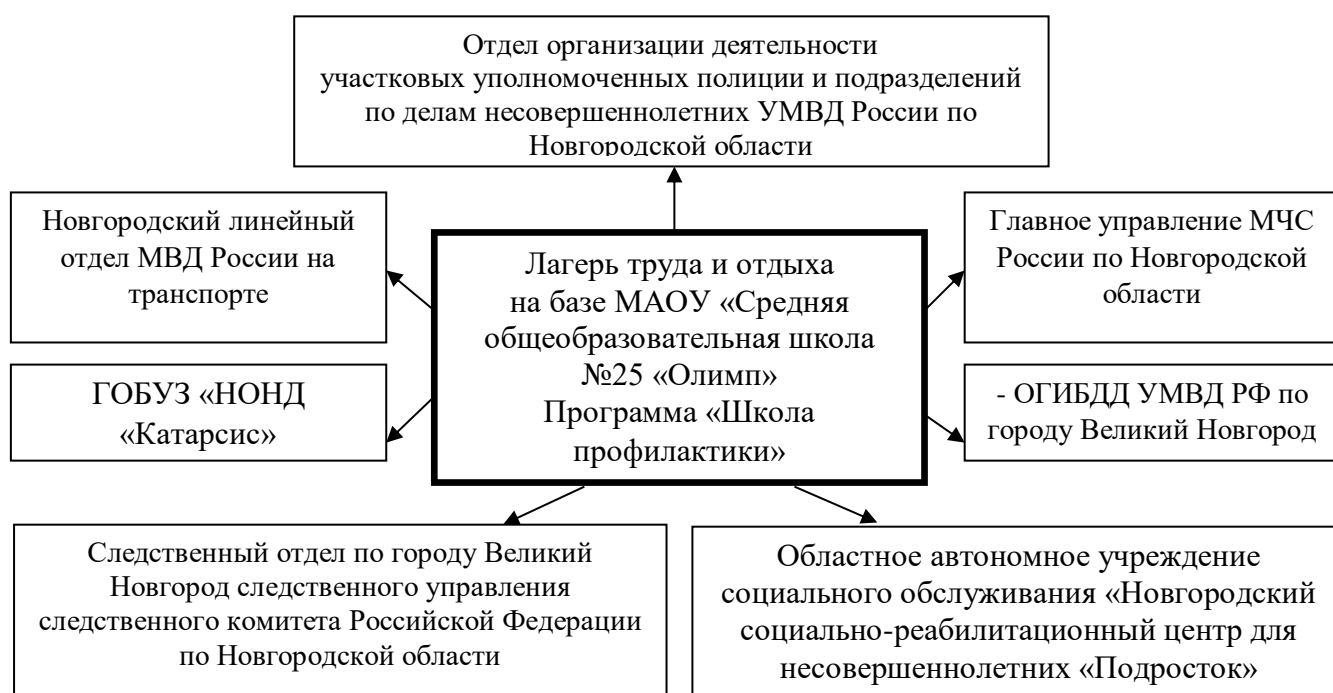 Отдел организации деятельности
участковых уполномоченных полиции и подразделений
по делам несовершеннолетних УМВД России по
Новгородской области
Новгородский линейный
отдел МВД России на
транспорте
Лагерь труда и отдыха
на базе МАОУ «Средняя
общеобразовательная школа
№25 «Олимп»
Программа «Школа
профилактики»
Главное управление МЧС
России по Новгородской
области
ГОБУЗ «НОНД
«Катарсис»
- ОГИБДД УМВД РФ по
городу Великий Новгород
Следственный отдел по городу Великий
Новгород следственного управления
следственного комитета Российской Федерации
по Новгородской области
Областное автономное учреждение
социального обслуживания «Новгородский
социально-реабилитационный центр для
несовершеннолетних «Подросток»